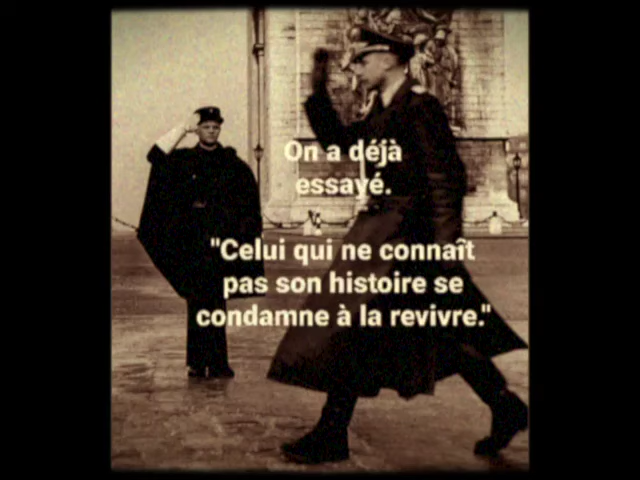 On a déjà
essayé.
"Celui qui ne connaît
pas son histoire se
condamne à la revivre."